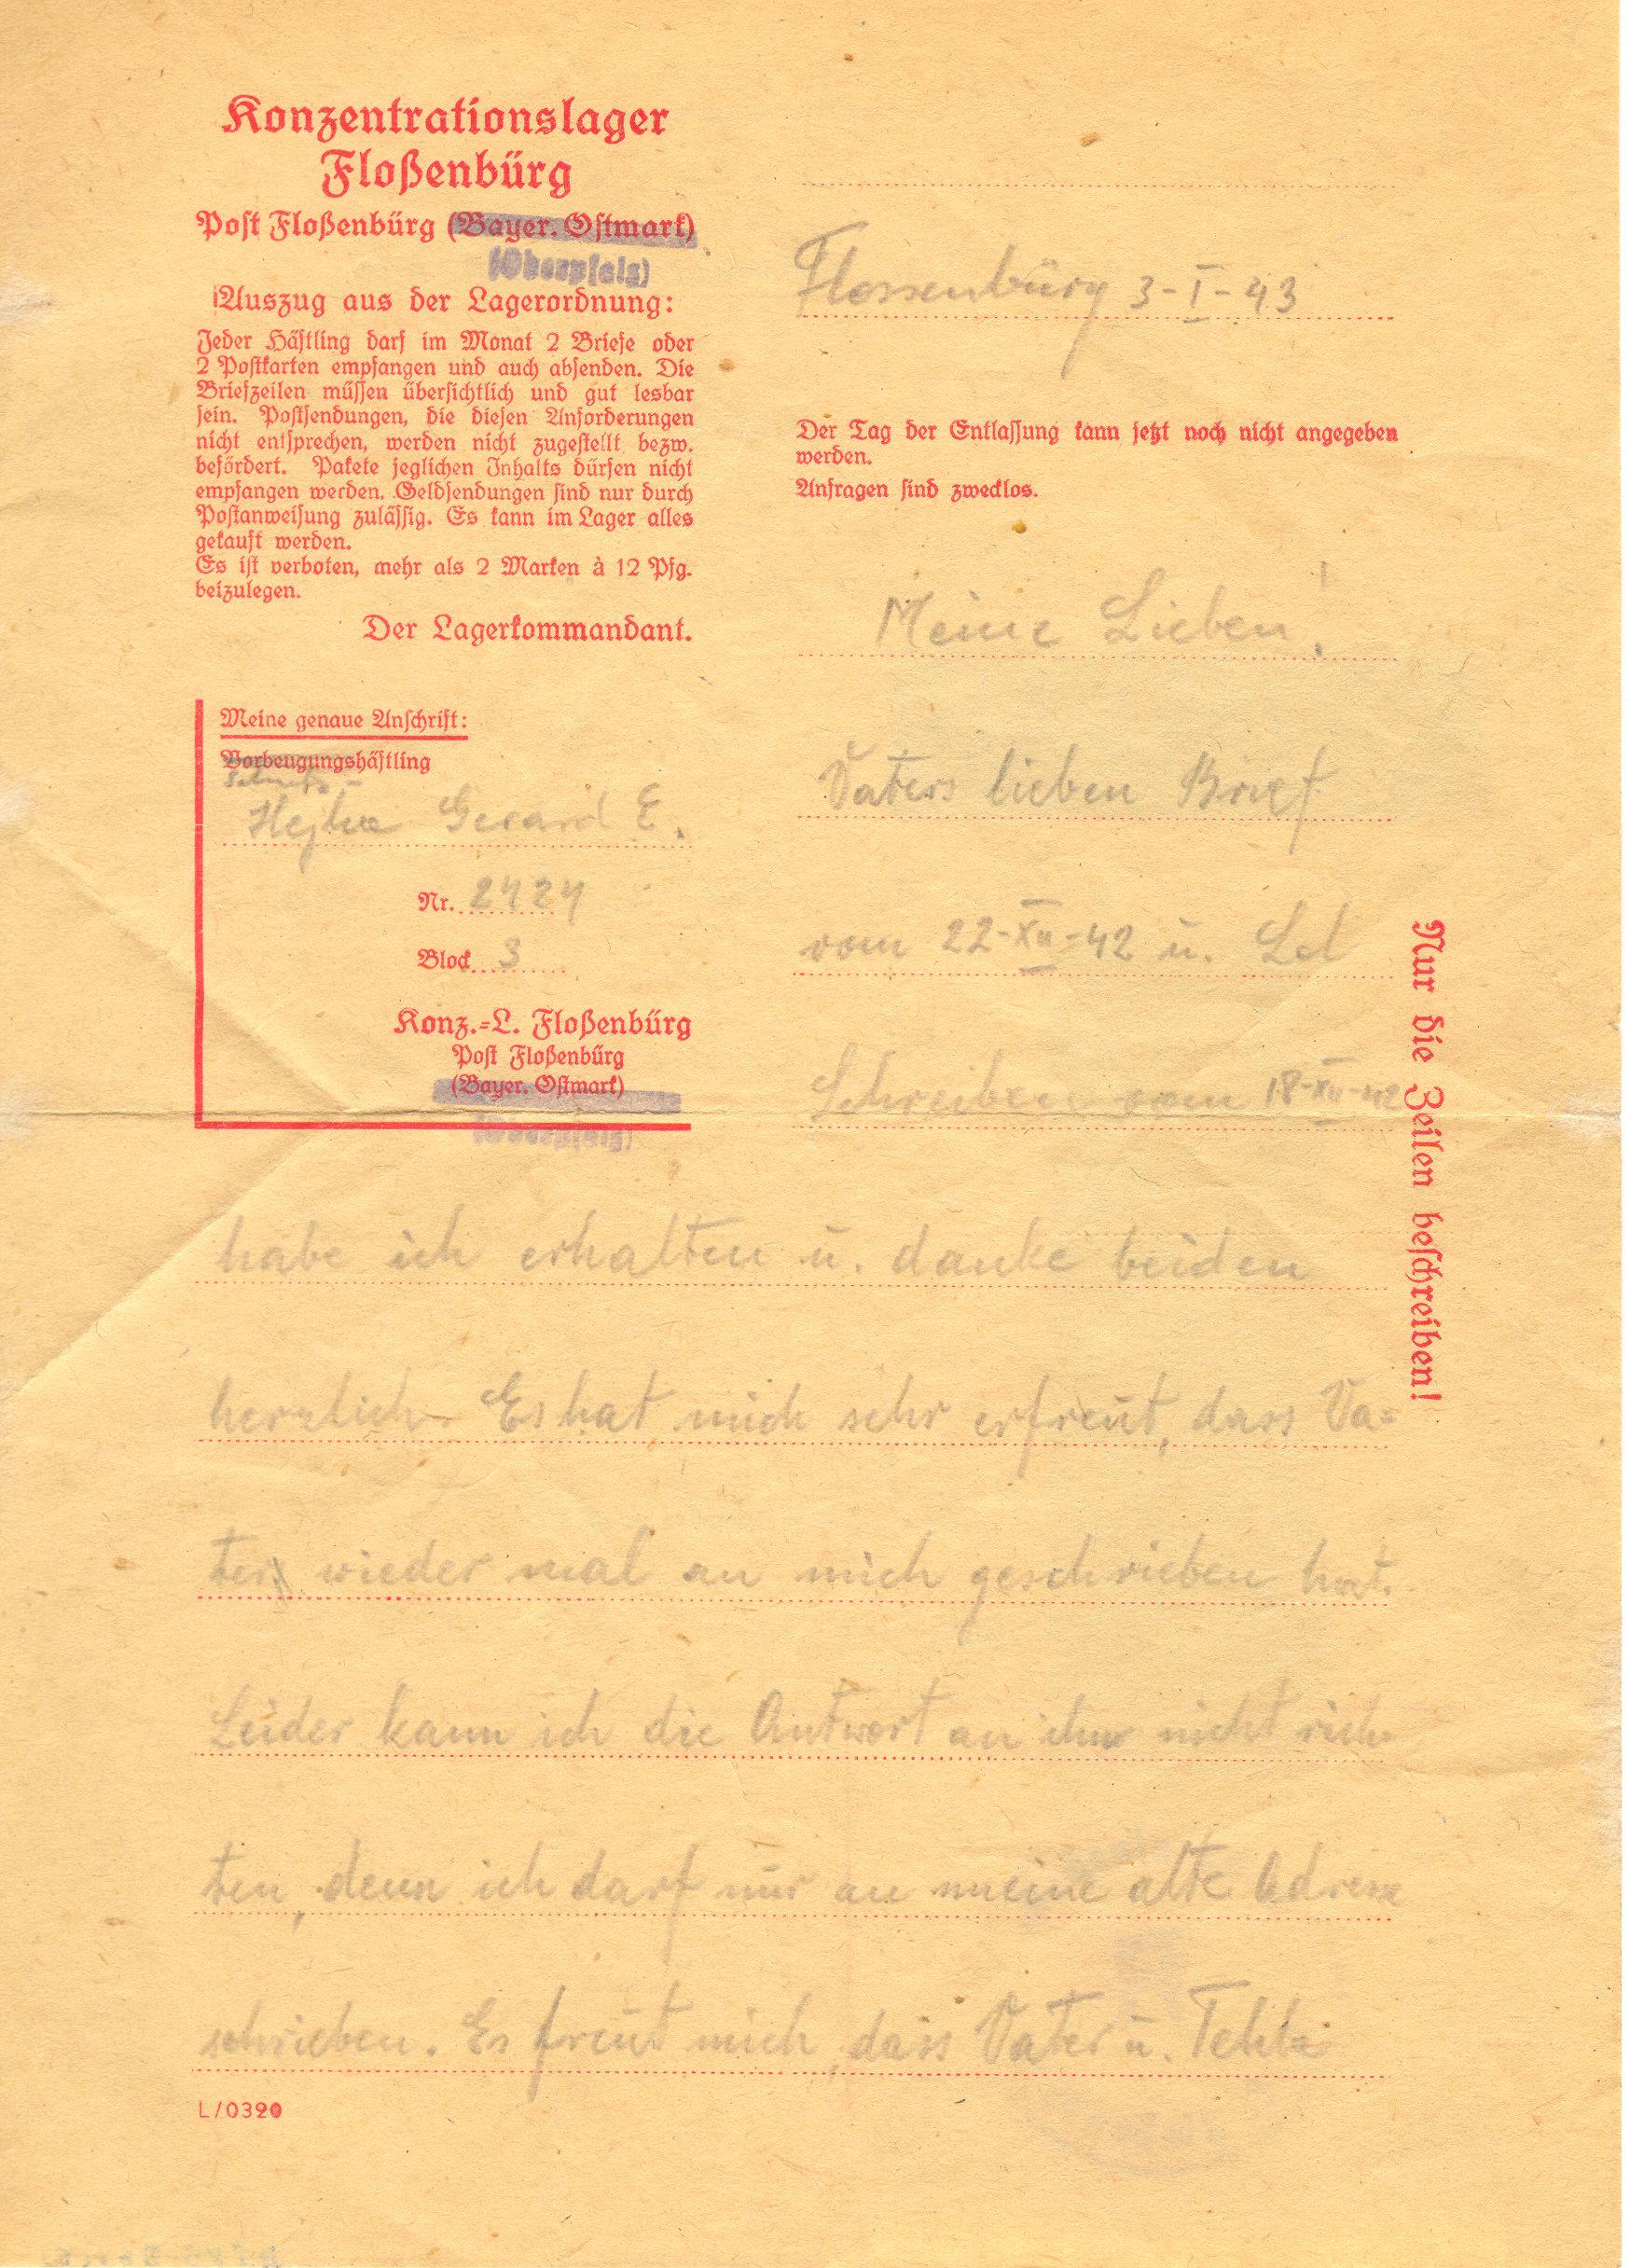 Konzentrationslager
Floßenbürg
Post Floßenbürg (Bayer. Ostmark)
(Oberpfalz)
Auszug aus der Lagerordnung:
Jeder Häftling darf im Monat 2 Briefe oder
2 Postkarten empfangen und auch absenden. Die
Briefzeilen müssen übersichtlich und gut lesbar
sein. Postsendungen, die diesen Anforderungen
nicht entsprechen, werden nicht zugestellt bezw.
befördert. Pakete jeglichen Inhalts dürfen nicht
empfangen werden. Geldsendungen sind nur durch
Postanweisung zulässig. Es kann im Lager alles
gekauft werden.
Es ist verboten, mehr als 2 Marken à 12 Pfg.
beizulegen.
Der Lagerkommandant.
Meine genaue Anschrift:
Vorbeugungshäftling
Schutz-
Gerard E.
Nr. 2424
Block 3
Konz.-L. Floßenbürg
Post Floßenbürg
(Bayer. Ostmark)
(Oberpfalz)
Flossenbürg 3-I-43
Der Tag der Entlassung kann jetzt noch nicht angegeben
werden.
Anfragen sind zwecklos.
Meine Lieben!
Vaters lieben Brief
vom 22-XII-42 u.
Schreiben vom 18-XII-42
habe ich erhalten u. danke beiden
herzlich. Es hat mich sehr erfreut, dass Va=
ter wieder mal an mich geschrieben hat.
Leider kann ich die Antwort an ihn nicht rich-
ten, denn ich darf nur an meine alte Adresse
schrieben. Es freut mich, dass Vater u.
Nur die Zeilen beschreiben!
L/0320